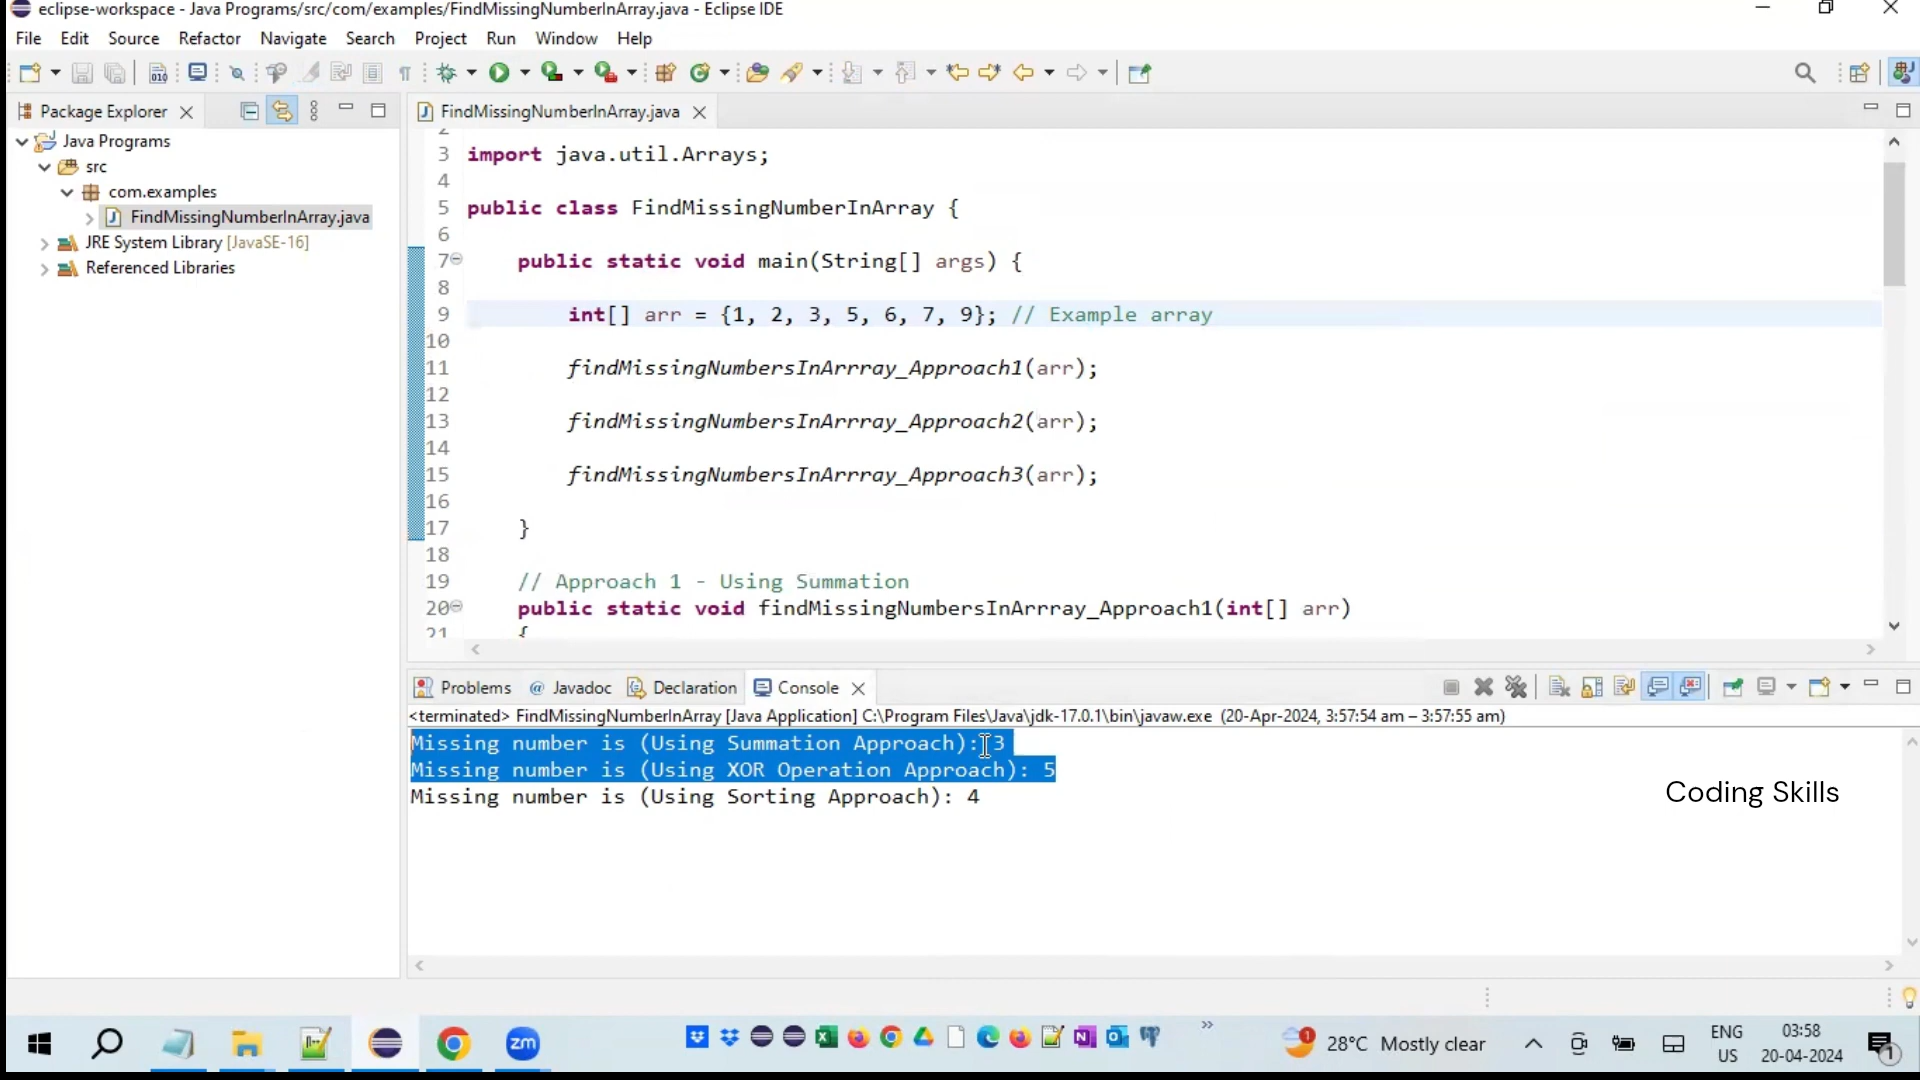 eclipse-workspace - Java Programs/src/com/examples/FindMissingNumberInArray.java - Eclipse IDE
File Edit Source Refactor Navigate Search Project Run Window Help
Package Explorer
FindMissingNumberInArray.java
Java Programs
src
com.examples
FindMissingNumberInArray.java
JRE System Library [JavaSE-16]
Referenced Libraries
2
3 import java.util.Arrays;
4
5 public class FindMissingNumberInArray {
6
7 public static void main(String[] args) {
8
9 int[] arr = {1, 2, 3, 5, 6, 7, 9}; // Example array
10
11 findMissingNumbersInArrray_Approach1(arr);
12
13 findMissingNumbersInArrray_Approach2(arr);
14
15 findMissingNumbersInArrray_Approach3(arr);
16
17 }
18
19 // Approach 1 - Using Summation
20 public static void findMissingNumbersInArrray_Approach1(int[] arr)
21 {
Problems Javadoc Declaration Console
<terminated> FindMissingNumberInArray [Java Application] C:\Program Files\Java\jdk-17.0.1\bin\javaw.exe (20-Apr-2024, 3:57:54 am – 3:57:55 am)
Missing number is (Using Summation Approach): 3
Missing number is (Using XOR Operation Approach): 5
Missing number is (Using Sorting Approach): 4
Coding Skills
28°C Mostly clear
ENG
US
03:58
20-04-2024